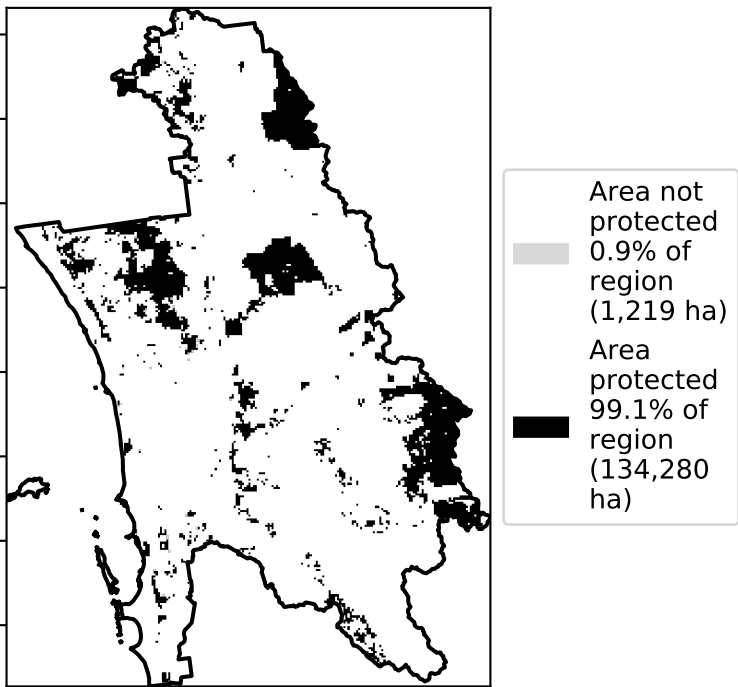 Area not
protected
0.9% of
region
(1,219 ha)
Area
protected
99.1% of
region
(134,280
ha)